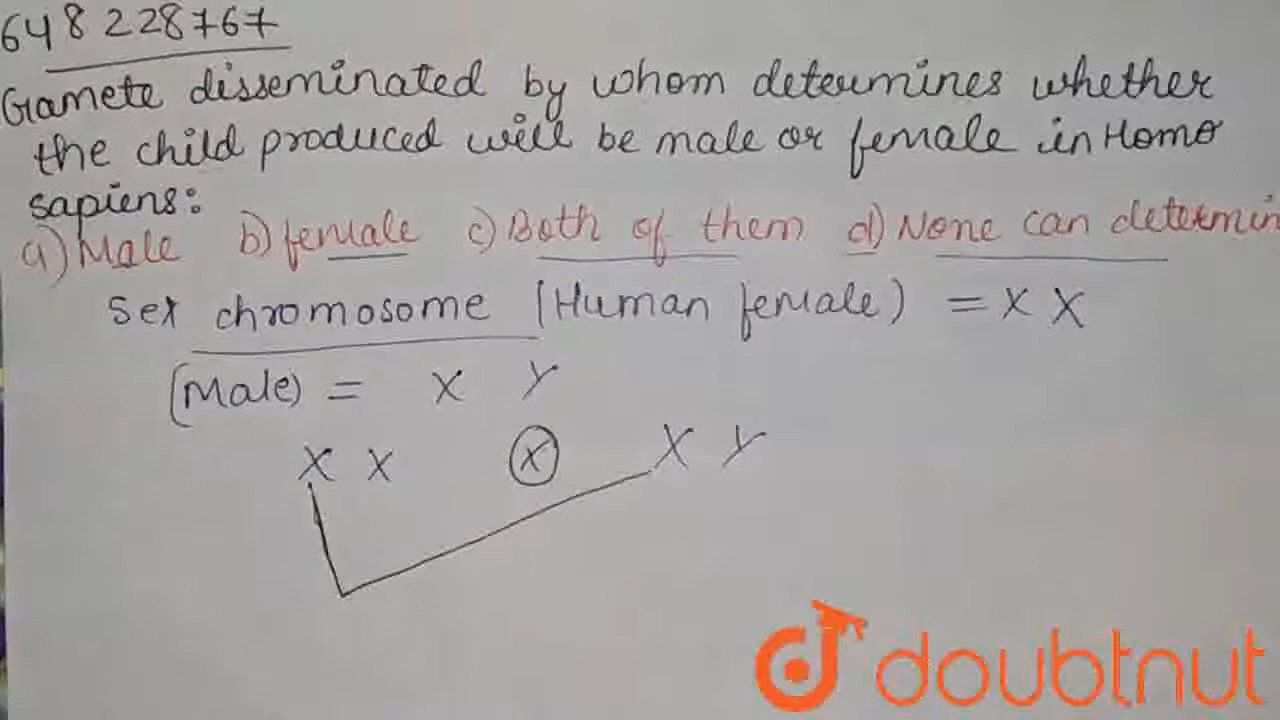 648228767
Gamete disseminated by whom determines whether
the child produced will be male or female in Homo
sapiens:
a) Male b) female c) Both of them d) None can determin
Sex chromosome (Human female) = X X
(Male) = X Y
X X ⓧ X Y
doubtnut